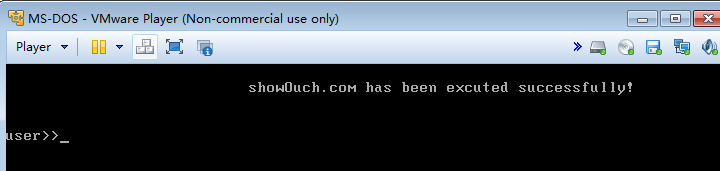 MS-DOS - VMware Player (Non-commercial use only)
Player
showOuch.com has been excuted successfully!
user>>_